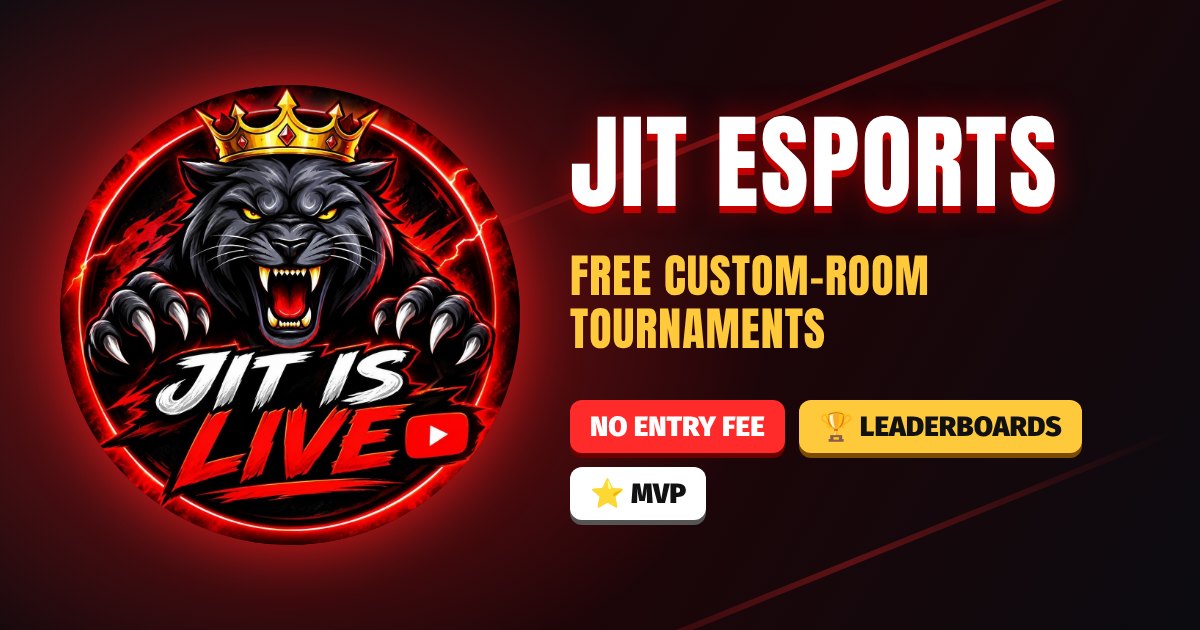 JIT IS
LIVE
JIT ESPORTS
FREE CUSTOM-ROOM
TOURNAMENTS
NO ENTRY FEE
🏆 LEADERBOARDS
⭐ MVP